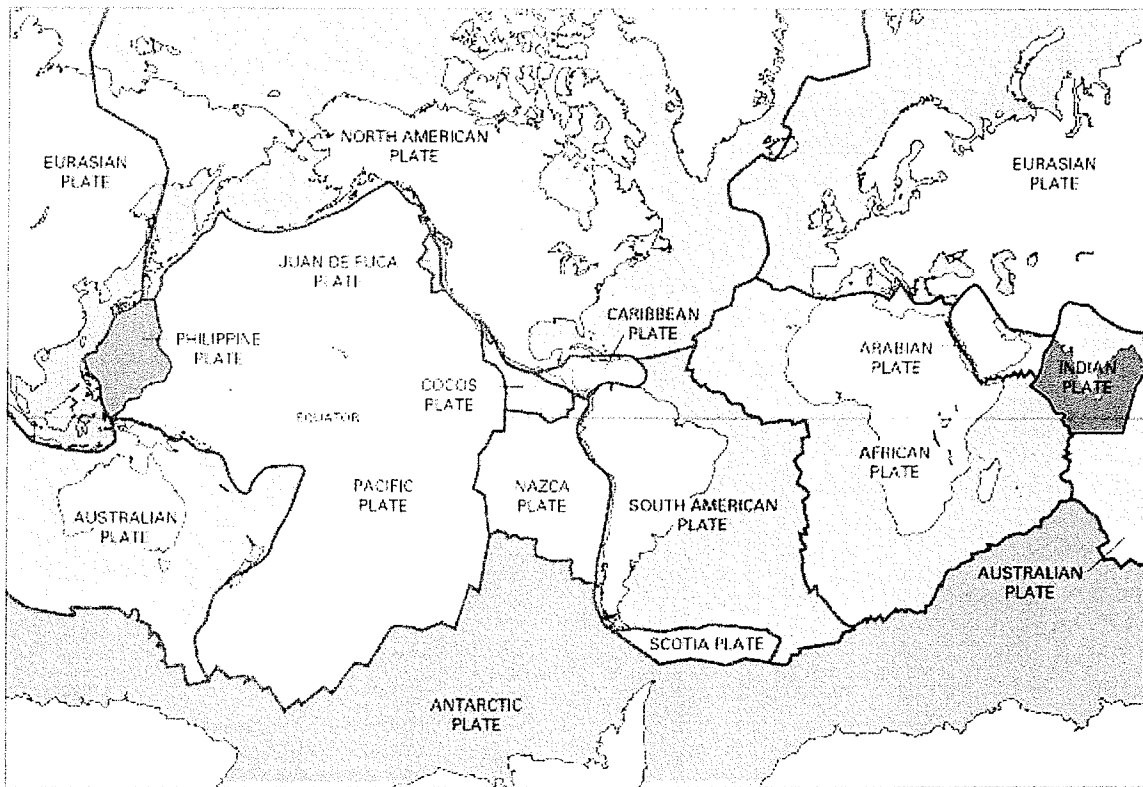 NORTH AMERICAN
PLATE
EURASIAN
PLATE
EURASIAN
PLATE
JUAN DE FUCA
PLATE
CARIBBEAN
PLATE
PHILIPPINE
PLATE
ARABIAN
PLATE
INDIAN
PLATE
COCOS
PLATE
EQUATOR
AFRICAN
PLATE
PACIFIC
PLATE
NAZCA
PLATE
SOUTH AMERICAN
PLATE
AUSTRALIAN
PLATE
AUSTRALIAN
PLATE
SCOTIA PLATE
ANTARCTIC
PLATE